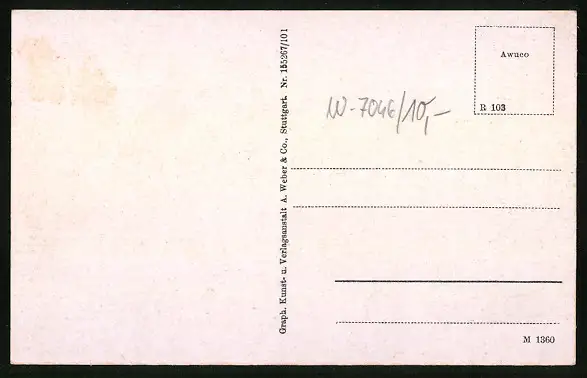 Graph. Kunst- u. Verlagsanstalt A. Weber & Co., Stuttgart. Nr. 155267/101
Awuco
R 103
W-7046/10,-
M 1360